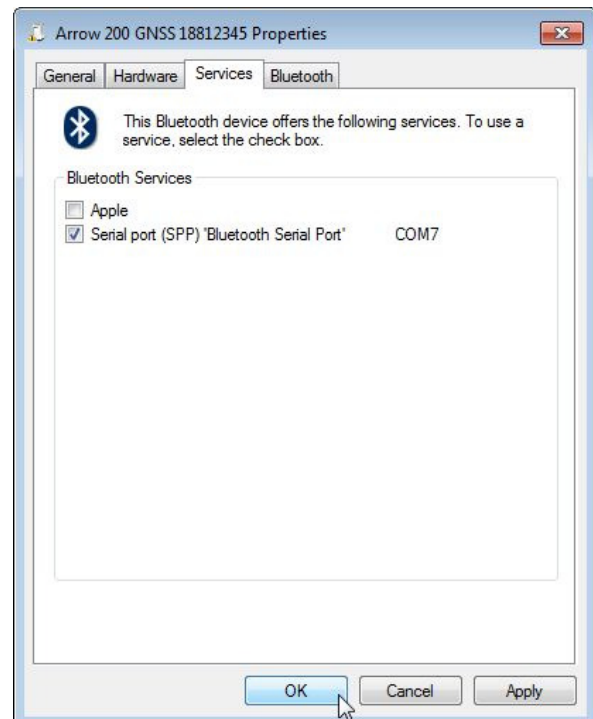 Arrow 200 GNSS 18812345 Properties
General Hardware Services Bluetooth
This Bluetooth device offers the following services. To use a
service, select the check box.
Bluetooth Services
Apple
Serial port (SPP) 'Bluetooth Serial Port' COM7
OK Cancel Apply